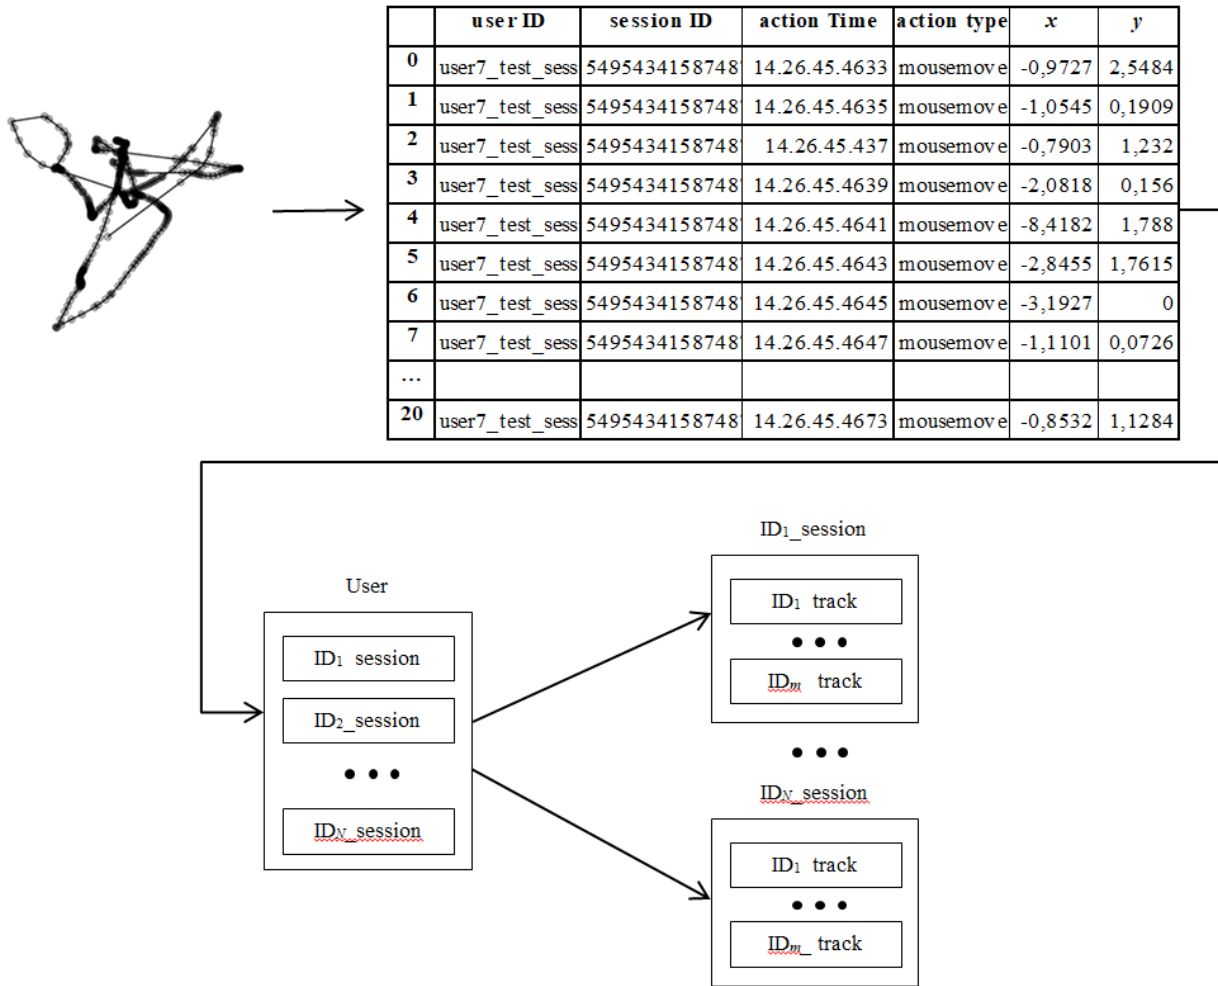 user ID session ID action Time action type x y
0 user7_test_sess 5495434158748 14.26.45.4633 mousemove -0,9727 2,5484
1 user7_test_sess 5495434158748 14.26.45.4635 mousemove -1,0545 0,1909
2 user7_test_sess 5495434158748 14.26.45.437 mousemove -0,7903 1,232
3 user7_test_sess 5495434158748 14.26.45.4639 mousemove -2,0818 0,156
4 user7_test_sess 5495434158748 14.26.45.4641 mousemove -8,4182 1,788
5 user7_test_sess 5495434158748 14.26.45.4643 mousemove -2,8455 1,7615
6 user7_test_sess 5495434158748 14.26.45.4645 mousemove -3,1927 0
7 user7_test_sess 5495434158748 14.26.45.4647 mousemove -1,1101 0,0726
...
20 user7_test_sess 5495434158748 14.26.45.4673 mousemove -0,8532 1,1284
User
ID₁ session
ID₂_session
• • •
IDN_session
ID₁_session
ID₁ track
• • •
IDm track
• • •
IDN_session
ID₁ track
• • •
IDm_ track